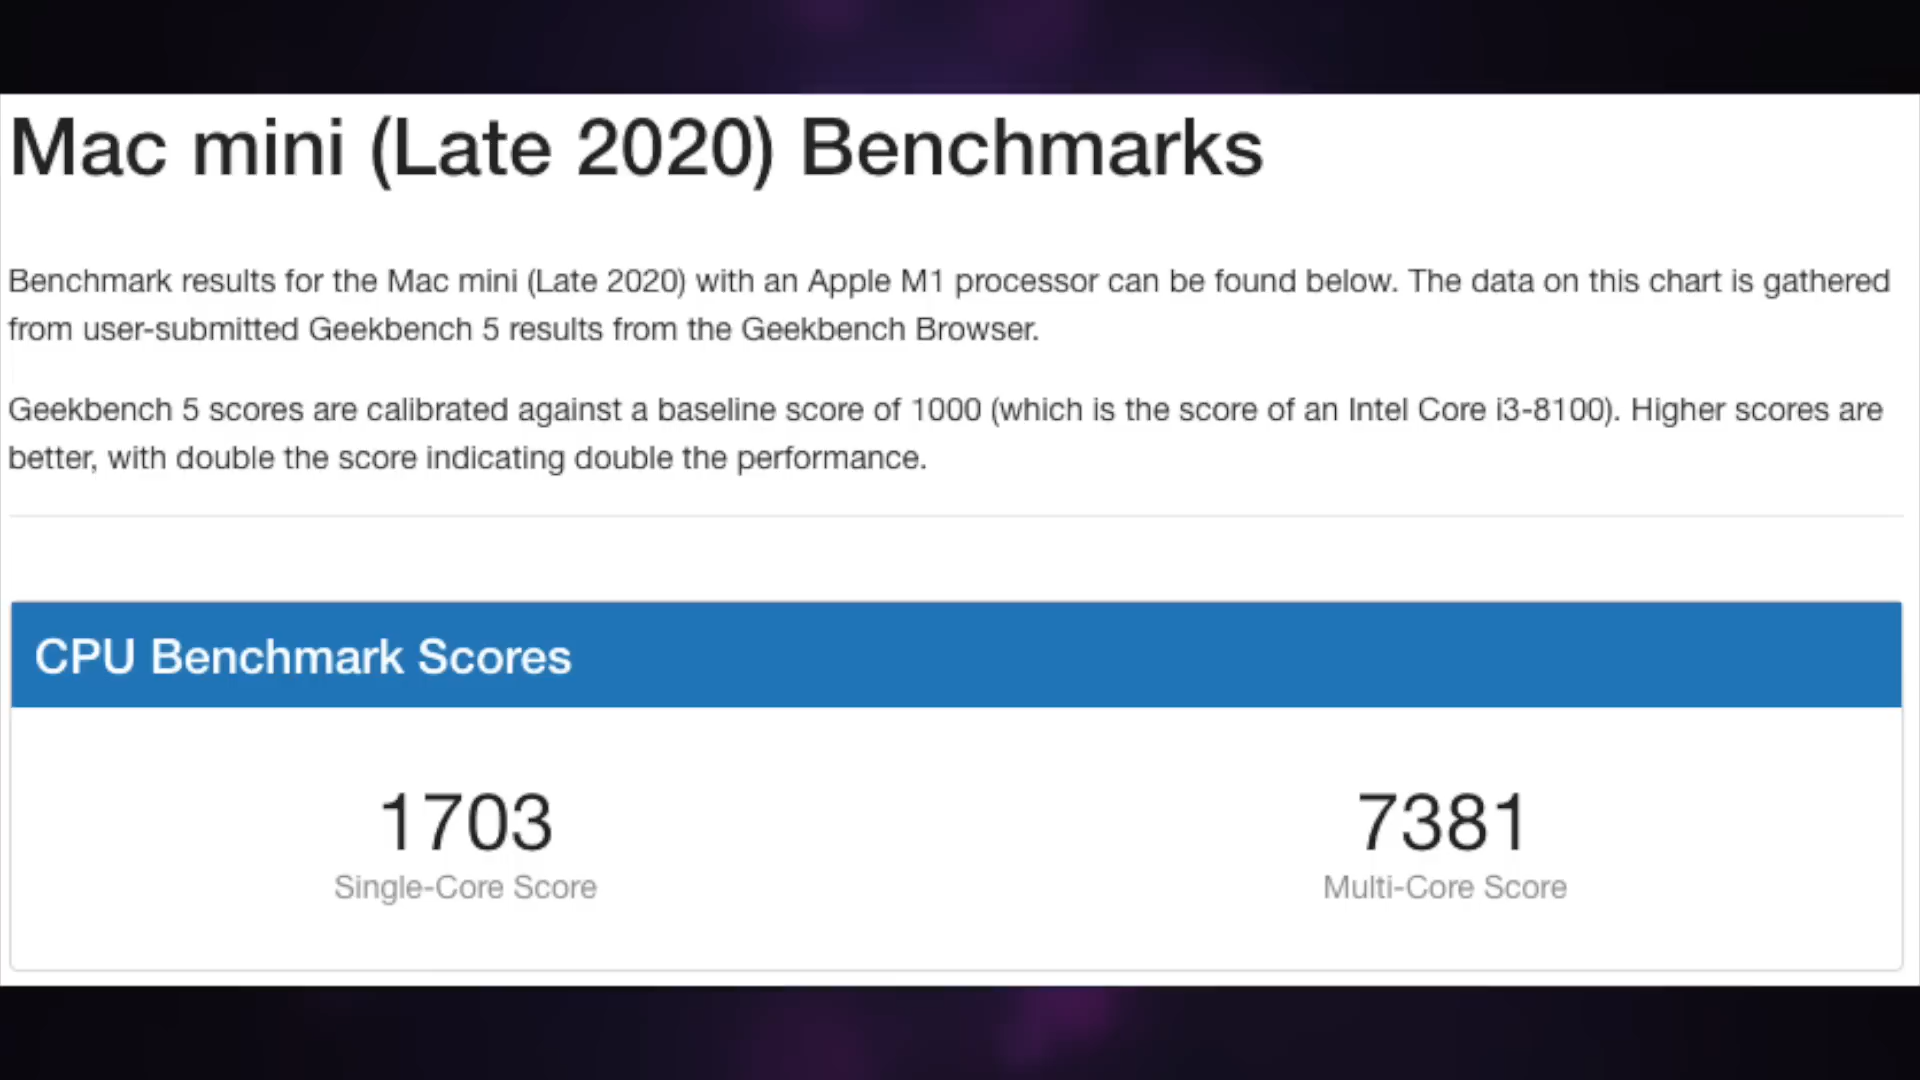 Mac mini (Late 2020) Benchmarks
Benchmark results for the Mac mini (Late 2020) with an Apple M1 processor can be found below. The data on this chart is gathered
from user-submitted Geekbench 5 results from the Geekbench Browser.
Geekbench 5 scores are calibrated against a baseline score of 1000 (which is the score of an Intel Core i3-8100). Higher scores are
better, with double the score indicating double the performance.
CPU Benchmark Scores
1703 7381
Single-Core Score Multi-Core Score